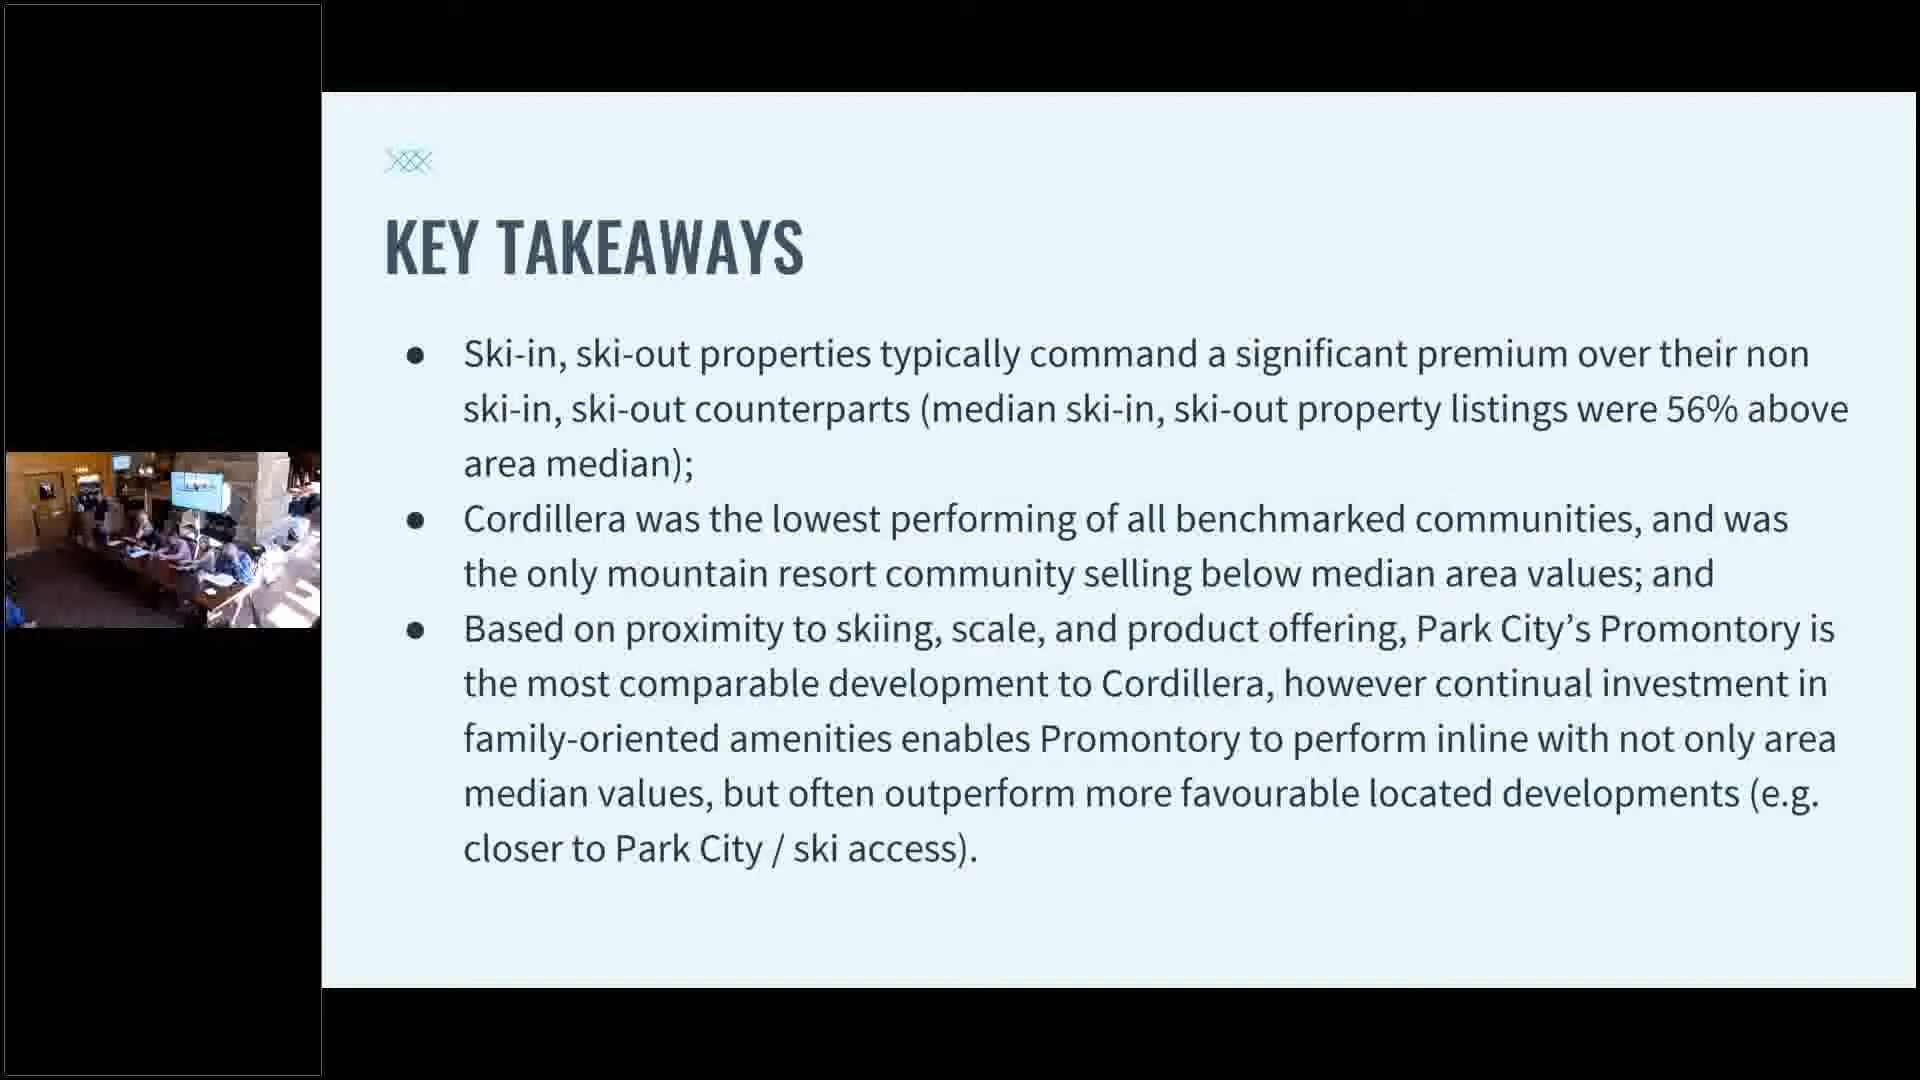 KEY TAKEAWAYS
● Ski-in, ski-out properties typically command a significant premium over their non
ski-in, ski-out counterparts (median ski-in, ski-out property listings were 56% above
area median);
● Cordillera was the lowest performing of all benchmarked communities, and was
the only mountain resort community selling below median area values; and
● Based on proximity to skiing, scale, and product offering, Park City’s Promontory is
the most comparable development to Cordillera, however continual investment in
family-oriented amenities enables Promontory to perform inline with not only area
median values, but often outperform more favourable located developments (e.g.
closer to Park City / ski access).